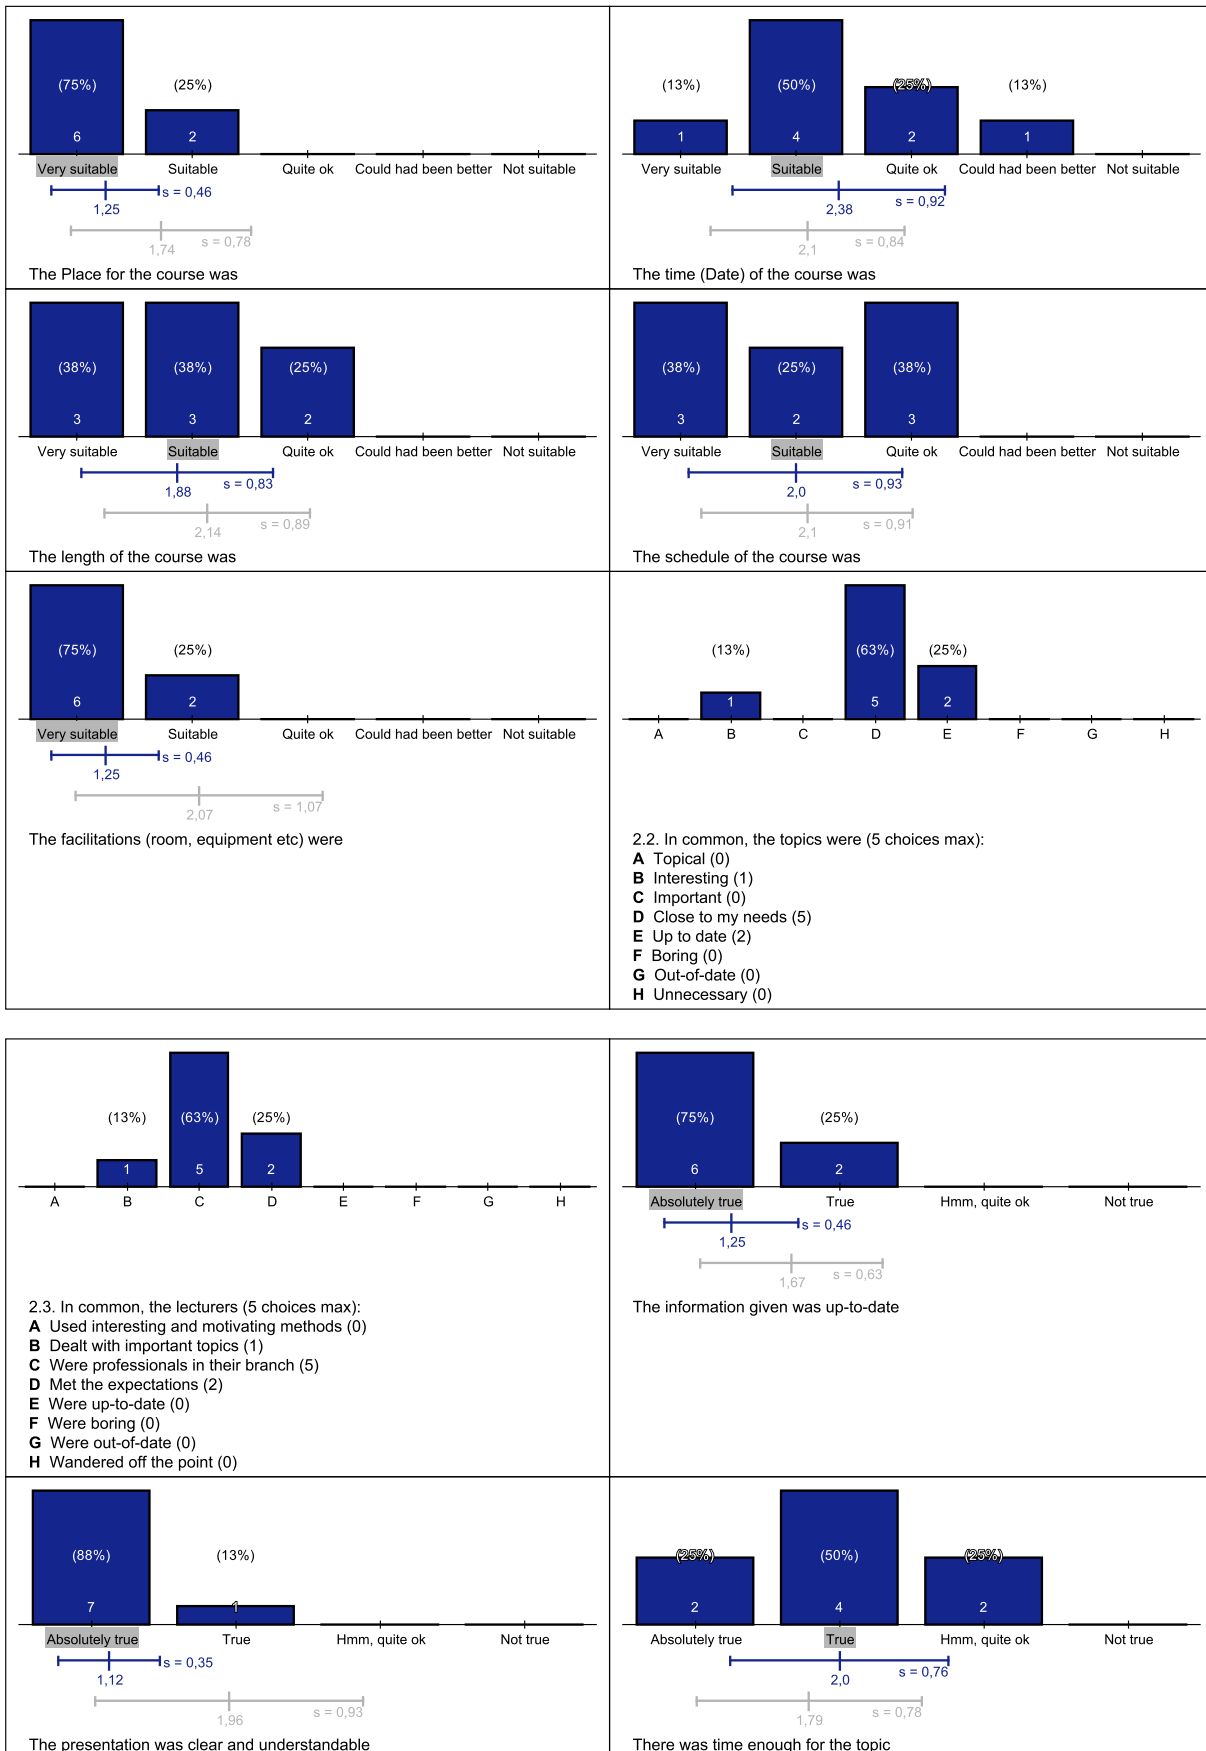 (75%) (25%)
6 2
Very suitable Suitable Quite ok Could had been better Not suitable
s = 0,46
1,25
s = 0,78
1,74
The Place for the course was
(13%) (50%) (25%) (13%)
1 4 2 1
Very suitable Suitable Quite ok Could had been better Not suitable
s = 0,92
2,38
s = 0,84
2,1
The time (Date) of the course was
(38%) (38%) (25%)
3 3 2
Very suitable Suitable Quite ok Could had been better Not suitable
s = 0,83
1,88
s = 0,89
2,14
The length of the course was
(38%) (25%) (38%)
3 2 3
Very suitable Suitable Quite ok Could had been better Not suitable
s = 0,93
2,0
s = 0,91
2,1
The schedule of the course was
(75%) (25%)
6 2
Very suitable Suitable Quite ok Could had been better Not suitable
s = 0,46
1,25
s = 1,07
2,07
The facilitations (room, equipment etc) were
(13%) (63%) (25%)
1 5 2
A B C D E F G H
2.2. In common, the topics were (5 choices max):
A Topical (0)
B Interesting (1)
C Important (0)
D Close to my needs (5)
E Up to date (2)
F Boring (0)
G Out-of-date (0)
H Unnecessary (0)
(13%) (63%) (25%)
1 5 2
A B C D E F G H
2.3. In common, the lecturers (5 choices max):
A Used interesting and motivating methods (0)
B Dealt with important topics (1)
C Were professionals in their branch (5)
D Met the expectations (2)
E Were up-to-date (0)
F Were boring (0)
G Were out-of-date (0)
H Wandered off the point (0)
(75%) (25%)
6 2
Absolutely true True Hmm, quite ok Not true
s = 0,46
1,25
s = 0,63
1,67
The information given was up-to-date
(88%) (13%)
7 1
Absolutely true True Hmm, quite ok Not true
s = 0,35
1,12
s = 0,93
1,96
The presentation was clear and understandable
(25%) (50%) (25%)
2 4 2
Absolutely true True Hmm, quite ok Not true
s = 0,76
2,0
s = 0,78
1,79
There was time enough for the topic